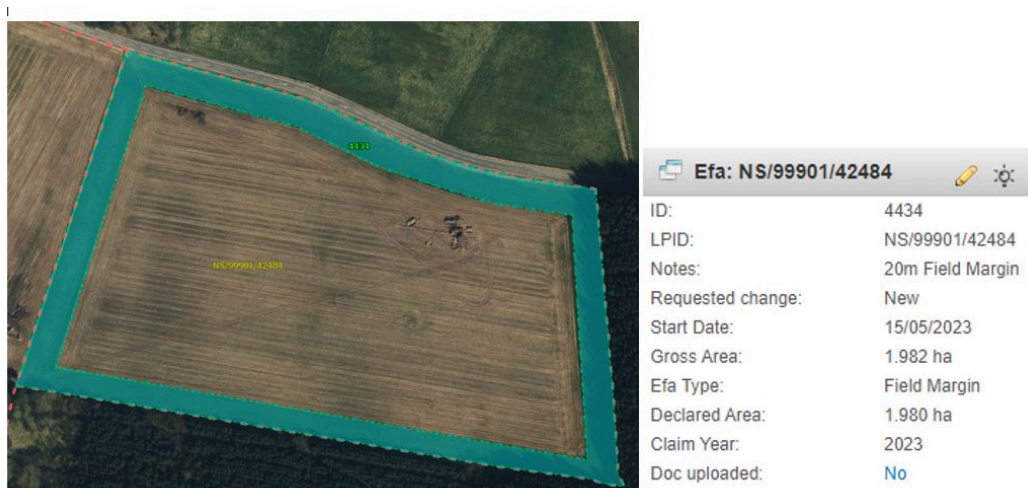 4434
NS/99901/42484
Efa: NS/99901/42484
ID: 4434
LPID: NS/99901/42484
Notes: 20m Field Margin
Requested change: New
Start Date: 15/05/2023
Gross Area: 1.982 ha
Efa Type: Field Margin
Declared Area: 1.980 ha
Claim Year: 2023
Doc uploaded: No